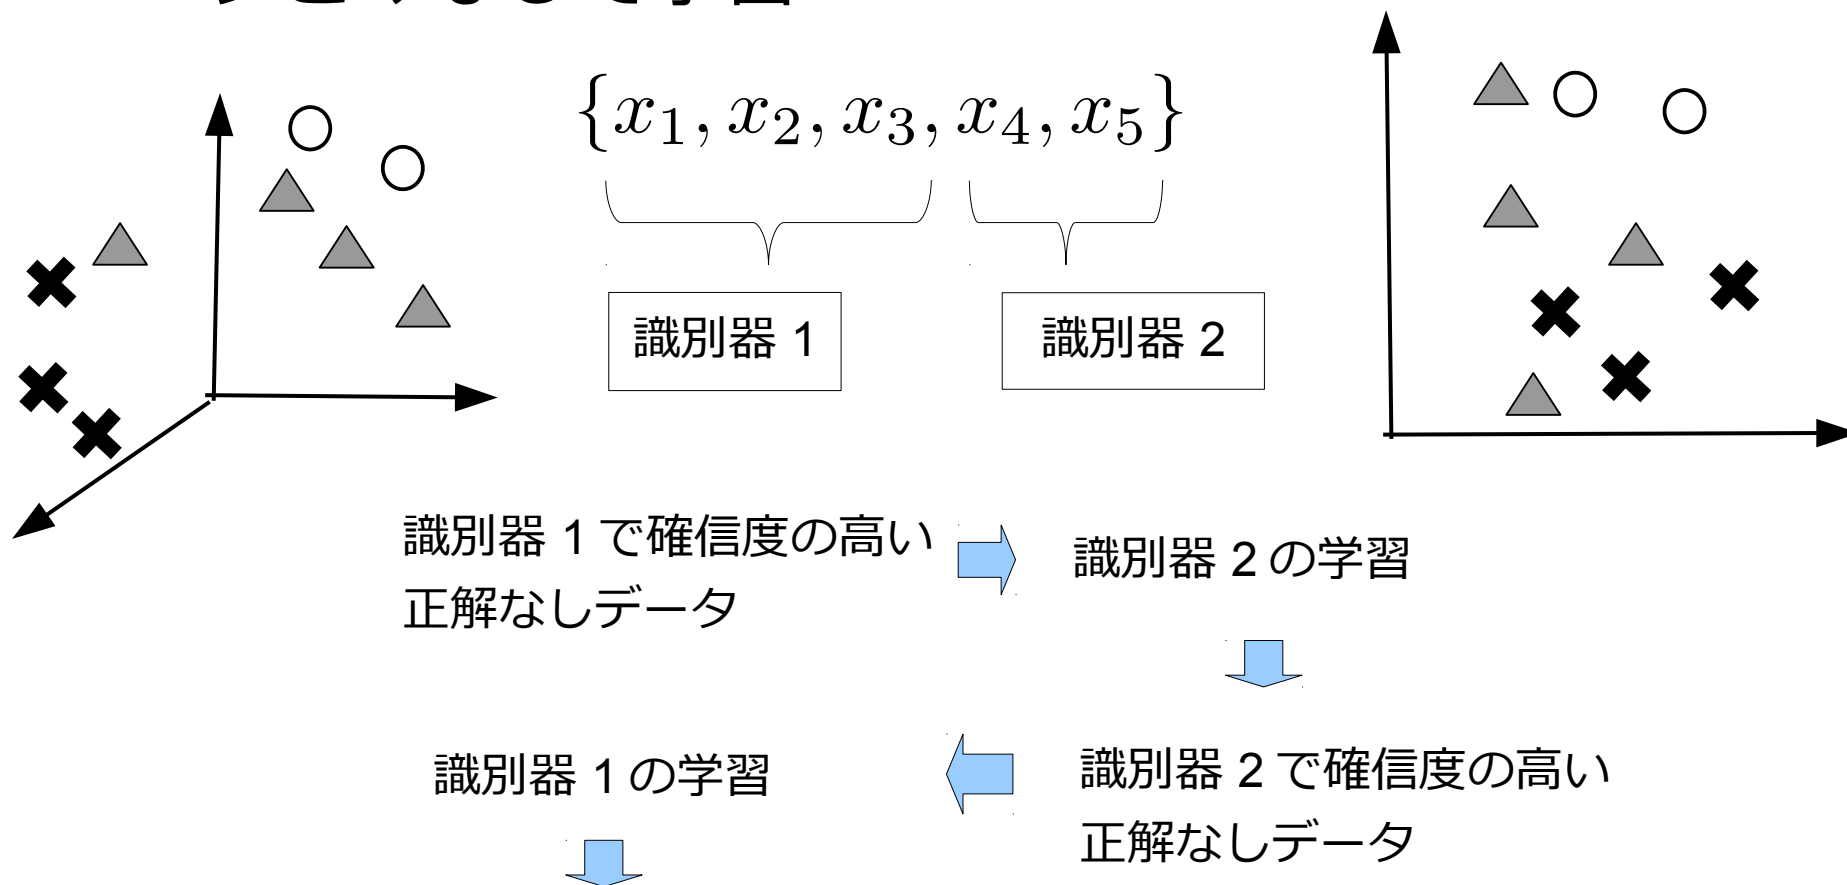 {x₁, x₂, x₃, x₄, x₅}
識別器 1
識別器 2
識別器 1 で確信度の高い
正解なしデータ
識別器 2 の学習
識別器 1 の学習
識別器 2 で確信度の高い
正解なしデータ